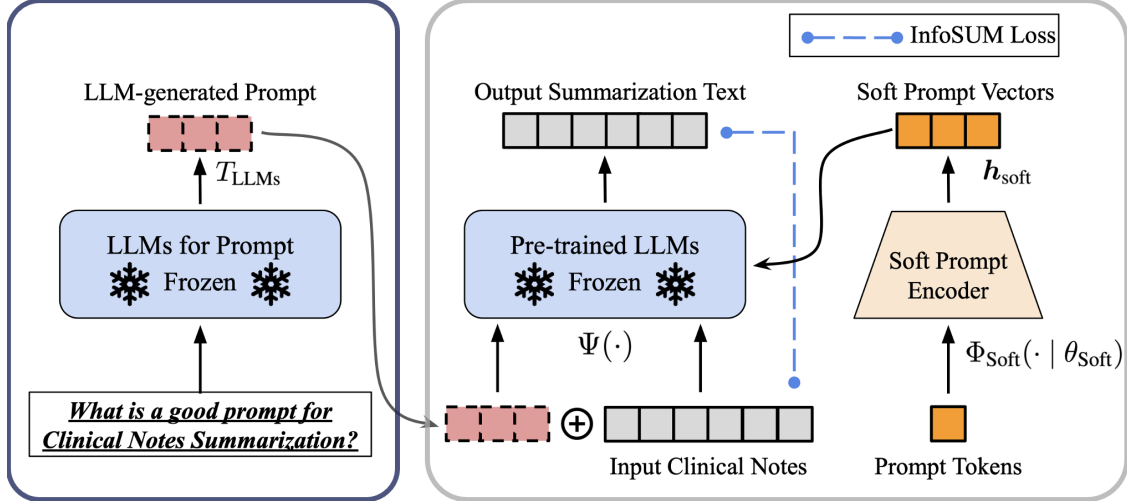 LLM-generated Prompt
T_LLMs
LLMs for Prompt
Frozen
What is a good prompt for
Clinical Notes Summarization?
InfoSUM Loss
Output Summarization Text
Soft Prompt Vectors
h_soft
Pre-trained LLMs
Frozen
Ψ(·)
Soft Prompt
Encoder
Φ_Soft(· | θ_Soft)
⊕
Input Clinical Notes
Prompt Tokens